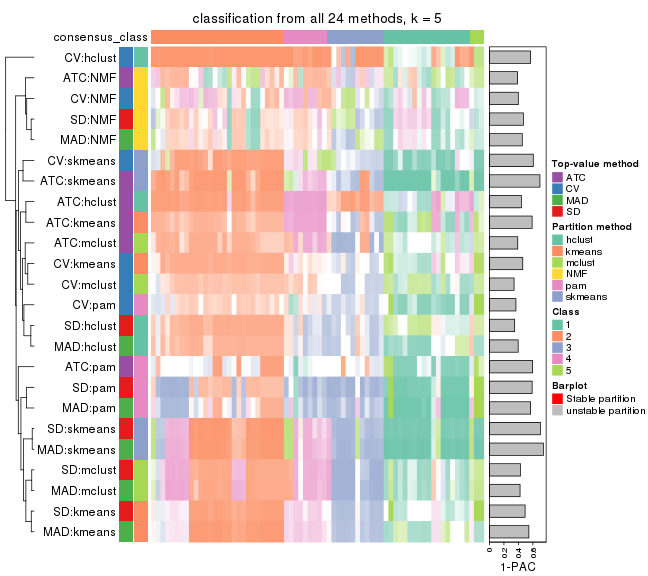 classification from all 24 methods, k = 5
consensus_class
CV:hclust
ATC:NMF
CV:NMF
SD:NMF
MAD:NMF
CV:skmeans
ATC:skmeans
ATC:hclust
ATC:kmeans
ATC:mclust
CV:kmeans
CV:mclust
CV:pam
SD:hclust
MAD:hclust
ATC:pam
SD:pam
MAD:pam
SD:skmeans
MAD:skmeans
SD:mclust
MAD:mclust
SD:kmeans
MAD:kmeans
0
0.2
0.4
0.6
0.8
1-PAC
Top-value method
ATC
CV
MAD
SD
Partition method
hclust
kmeans
mclust
NMF
pam
skmeans
Class
1
2
3
4
5
Barplot
Stable partition
unstable partition